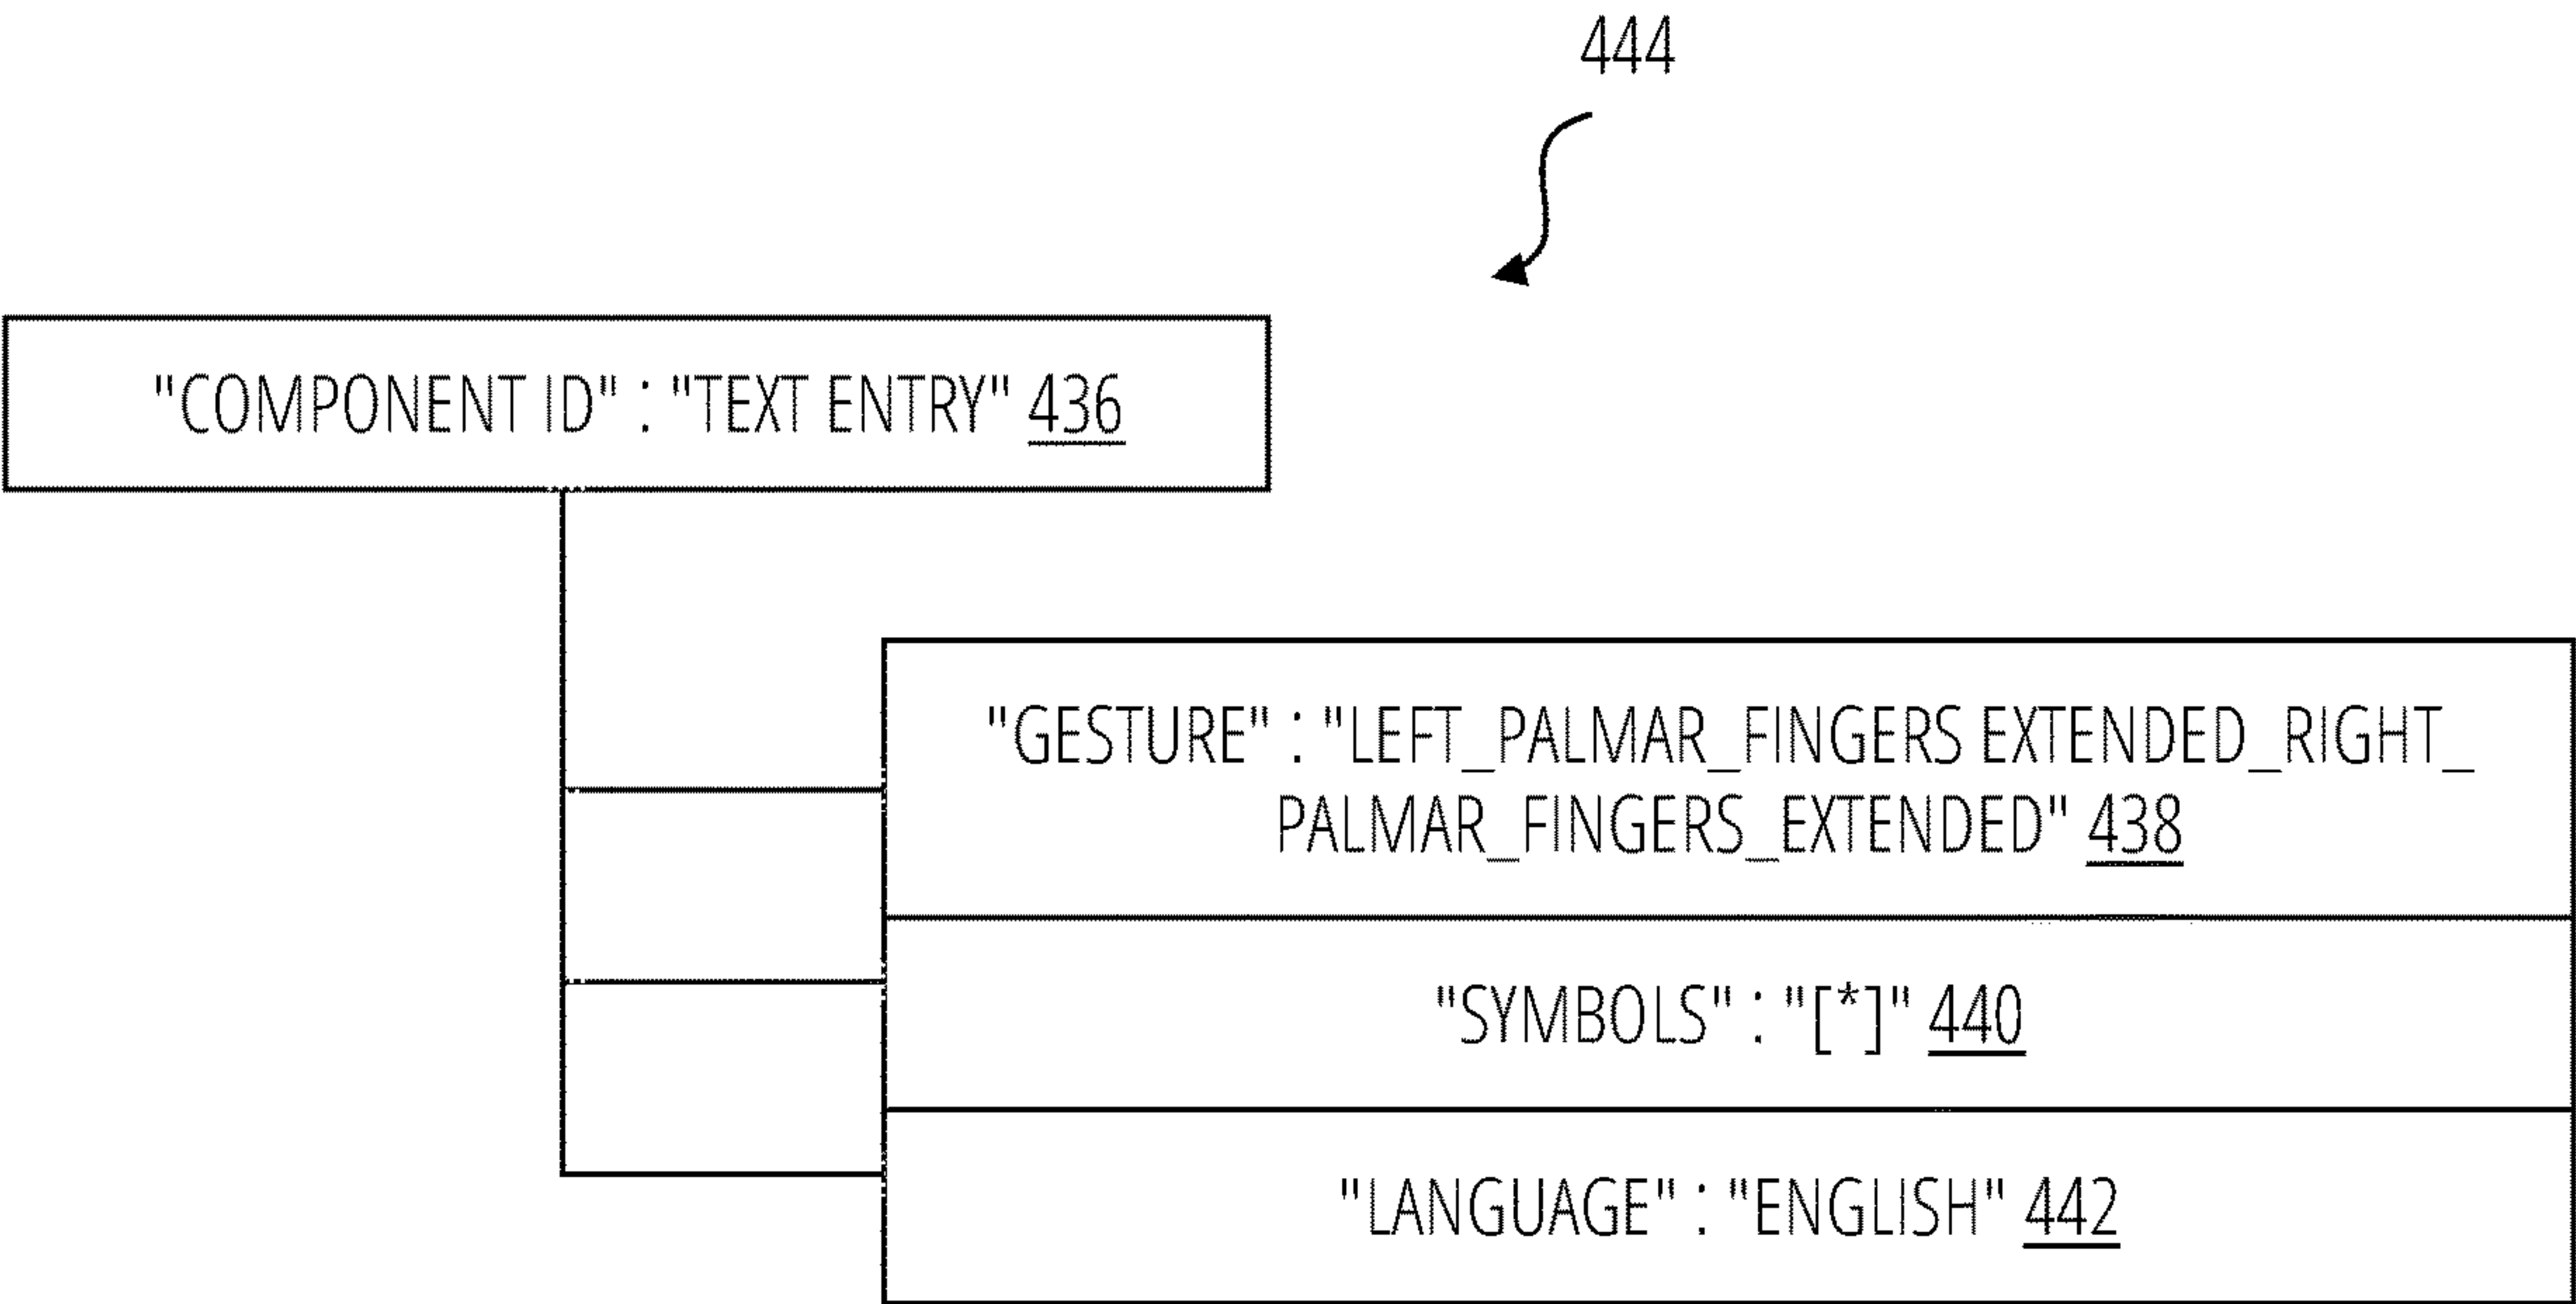 444
"COMPONENT ID" : "TEXT ENTRY" 436
"GESTURE" : "LEFT_PALMAR_FINGERS EXTENDED_RIGHT_
PALMAR_FINGERS_EXTENDED" 438
"SYMBOLS" : "[*]" 440
"LANGUAGE" : "ENGLISH" 442